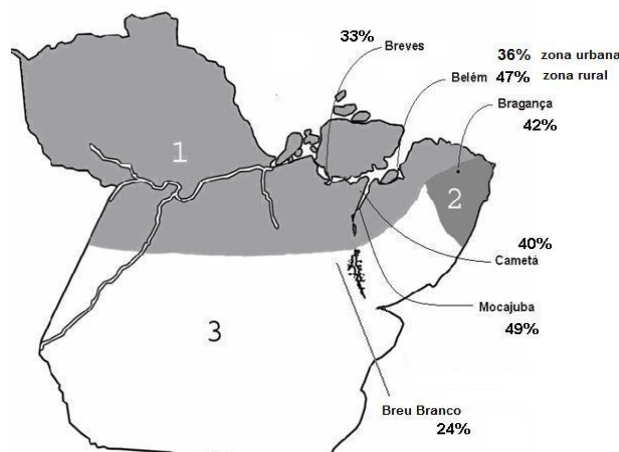 33%
Breves
36% zona urbana
Belém 47% zona rural
Bragança
42%
1
2
40%
Cametá
Mocajuba
49%
3
Breu Branco
24%